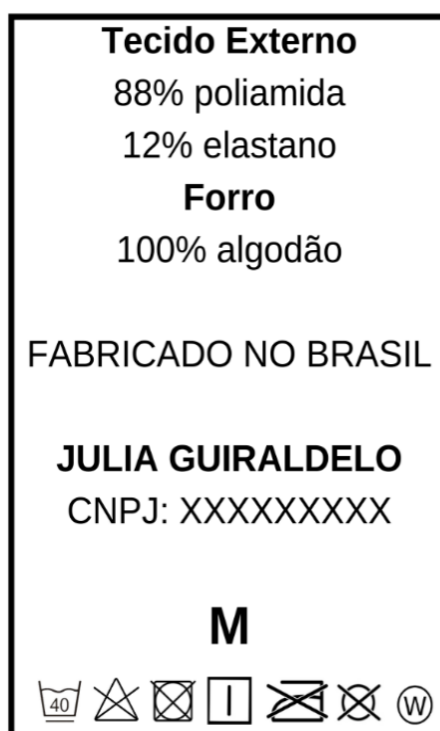 Tecido Externo
88% poliamida
12% elastano
Forro
100% algodão
FABRICADO NO BRASIL
JULIA GUIRALDELO
CNPJ: XXXXXXXXX
M
40 W